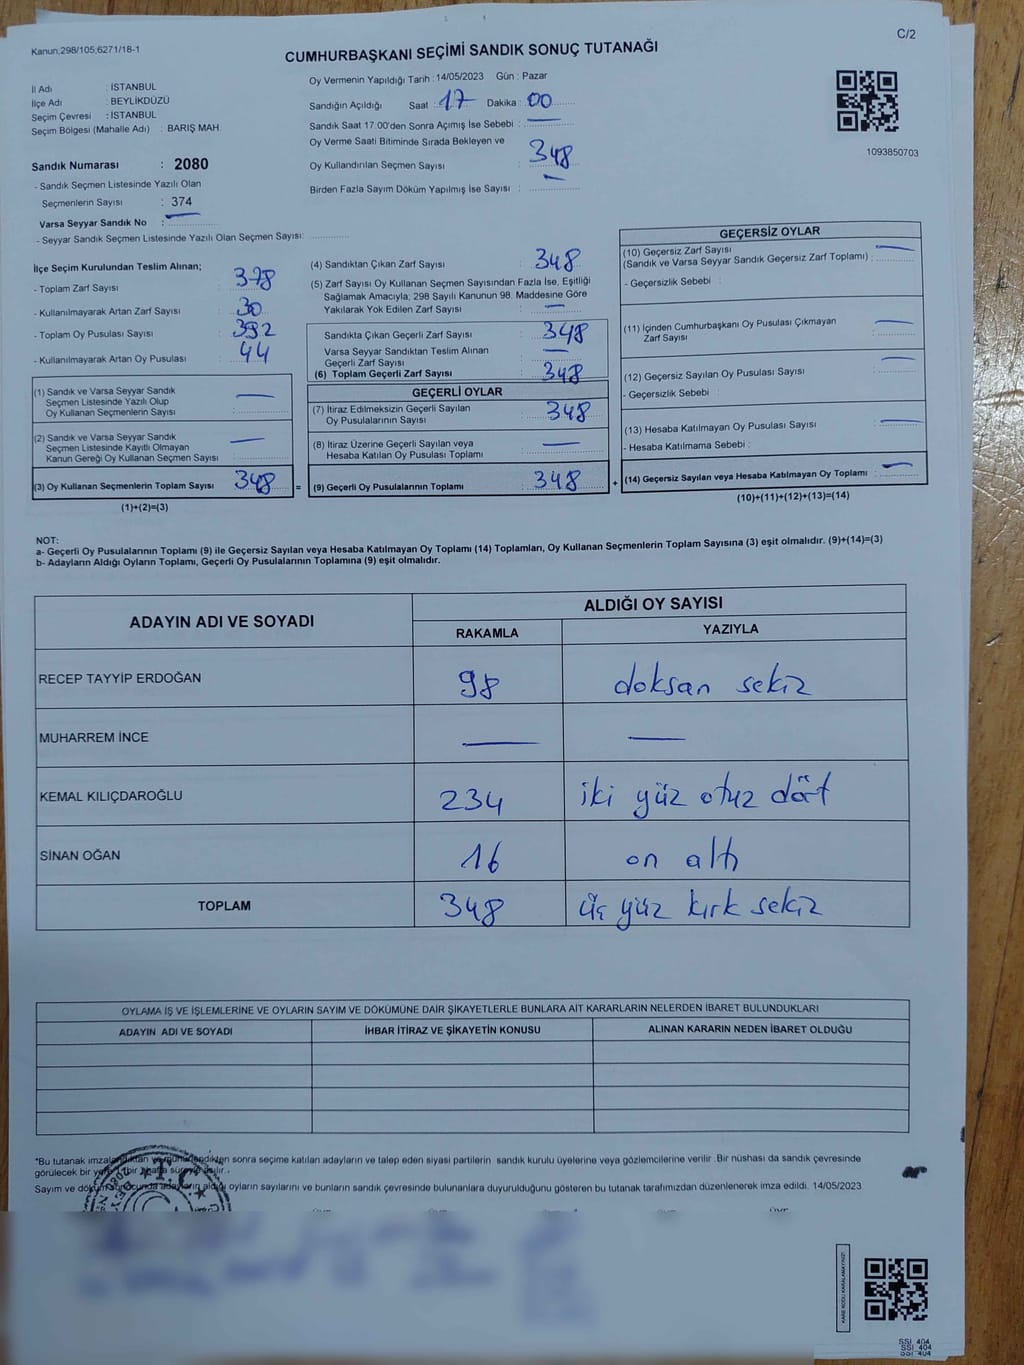 Kanun,298/105,6271/18-1
C/2
CUMHURBAŞKANI SEÇİMİ SANDIK SONUÇ TUTANAĞI
İl Adı : İSTANBUL
İlçe Adı : BEYLİKDÜZÜ
Seçim Çevresi : İSTANBUL
Seçim Bölgesi (Mahalle Adı) : BARIŞ MAH.
Sandık Numarası : 2080
- Sandık Seçmen Listesinde Yazılı Olan
Seçmenlerin Sayısı : 374
Varsa Seyyar Sandık No : —
- Seyyar Sandık Seçmen Listesinde Yazılı Olan Seçmen Sayısı:
Oy Vermenin Yapıldığı Tarih : 14/05/2023 Gün : Pazar
Sandığın Açıldığı Saat : 17 Dakika : 00
Sandık Saat 17:00'den Sonra Açımış İse Sebebi : —
Oy Verme Saati Bitiminde Sırada Bekleyen ve
Oy Kullandırılan Seçmen Sayısı : 348
Birden Fazla Sayım Döküm Yapılmış İse Sayısı : —
1093850703
İlçe Seçim Kurulundan Teslim Alınan;
- Toplam Zarf Sayısı : 378
- Kullanılmayarak Artan Zarf Sayısı : 30
- Toplam Oy Pusulası Sayısı : 392
- Kullanılmayarak Artan Oy Pusulası : 44
(1) Sandık ve Varsa Seyyar Sandık
Seçmen Listesinde Yazılı Olup
Oy Kullanan Seçmenlerin Sayısı : —
(2) Sandık ve Varsa Seyyar Sandık
Seçmen Listesinde Kayıtlı Olmayan
Kanun Gereği Oy Kullanan Seçmen Sayısı : —
(3) Oy Kullanan Seçmenlerin Toplam Sayısı : 348 =
(1)+(2)=(3)
(4) Sandıktan Çıkan Zarf Sayısı : 348
(5) Zarf Sayısı Oy Kullanan Seçmen Sayısından Fazla İse, Eşitliği
Sağlamak Amacıyla; 298 Sayılı Kanunun 98. Maddesine Göre
Yakılarak Yok Edilen Zarf Sayısı : —
Sandıkta Çıkan Geçerli Zarf Sayısı : 348
Varsa Seyyar Sandıktan Teslim Alınan
Geçerli Zarf Sayısı : —
(6) Toplam Geçerli Zarf Sayısı : 348
GEÇERLİ OYLAR
(7) İtiraz Edilmeksizin Geçerli Sayılan
Oy Pusulalarının Sayısı : 348
(8) İtiraz Üzerine Geçerli Sayılan veya
Hesaba Katılan Oy Pusulası Toplamı : —
(9) Geçerli Oy Pusulalarının Toplamı : 348 +
GEÇERSİZ OYLAR
(10) Geçersiz Zarf Sayısı
(Sandık ve Varsa Seyyar Sandık Geçersiz Zarf Toplamı) : —
- Geçersizlik Sebebi :
(11) İçinden Cumhurbaşkanı Oy Pusulası Çıkmayan
Zarf Sayısı : —
(12) Geçersiz Sayılan Oy Pusulası Sayısı : —
- Geçersizlik Sebebi :
(13) Hesaba Katılmayan Oy Pusulası Sayısı : —
- Hesaba Katılmama Sebebi :
(14) Geçersiz Sayılan veya Hesaba Katılmayan Oy Toplamı : —
(10)+(11)+(12)+(13)=(14)
NOT:
a- Geçerli Oy Pusulalarının Toplamı (9) ile Geçersiz Sayılan veya Hesaba Katılmayan Oy Toplamı (14) Toplamları, Oy Kullanan Seçmenlerin Toplam Sayısına (3) eşit olmalıdır. (9)+(14)=(3)
b- Adayların Aldığı Oyların Toplamı, Geçerli Oy Pusulalarının Toplamına (9) eşit olmalıdır.
ADAYIN ADI VE SOYADI ALDIĞI OY SAYISI
RAKAMLA YAZIYLA
RECEP TAYYİP ERDOĞAN 98 doksan sekiz
MUHARREM İNCE — —
KEMAL KILIÇDAROĞLU 234 iki yüz otuz dört
SİNAN OĞAN 16 on altı
TOPLAM 348 üç yüz kırk sekiz
OYLAMA İŞ VE İŞLEMLERİNE VE OYLARIN SAYIM VE DÖKÜMÜNE DAİR ŞİKAYETLERLE BUNLARA AİT KARARLARIN NELERDEN İBARET BULUNDUKLARI
ADAYIN ADI VE SOYADI İHBAR İTİRAZ VE ŞİKAYETİN KONUSU ALINAN KARARIN NEDEN İBARET OLDUĞU
*Bu tutanak sonra seçime katılan adayların ve talep eden siyasi partilerin sandık kurulu üyelerine veya gözlemcilerine verilir. Bir nüshası da sandık çevresinde
görülecek bir
Sayım ve oyların sayılarını ve bunların sandık çevresinde bulunanlara duyurulduğunu gösteren bu tutanak tarafımızdan düzenlenerek imza edildi. 14/05/2023
T.C.
KARE KODU KARALAMAYINIZ!
SSI 404
SSI 404
SSI 404